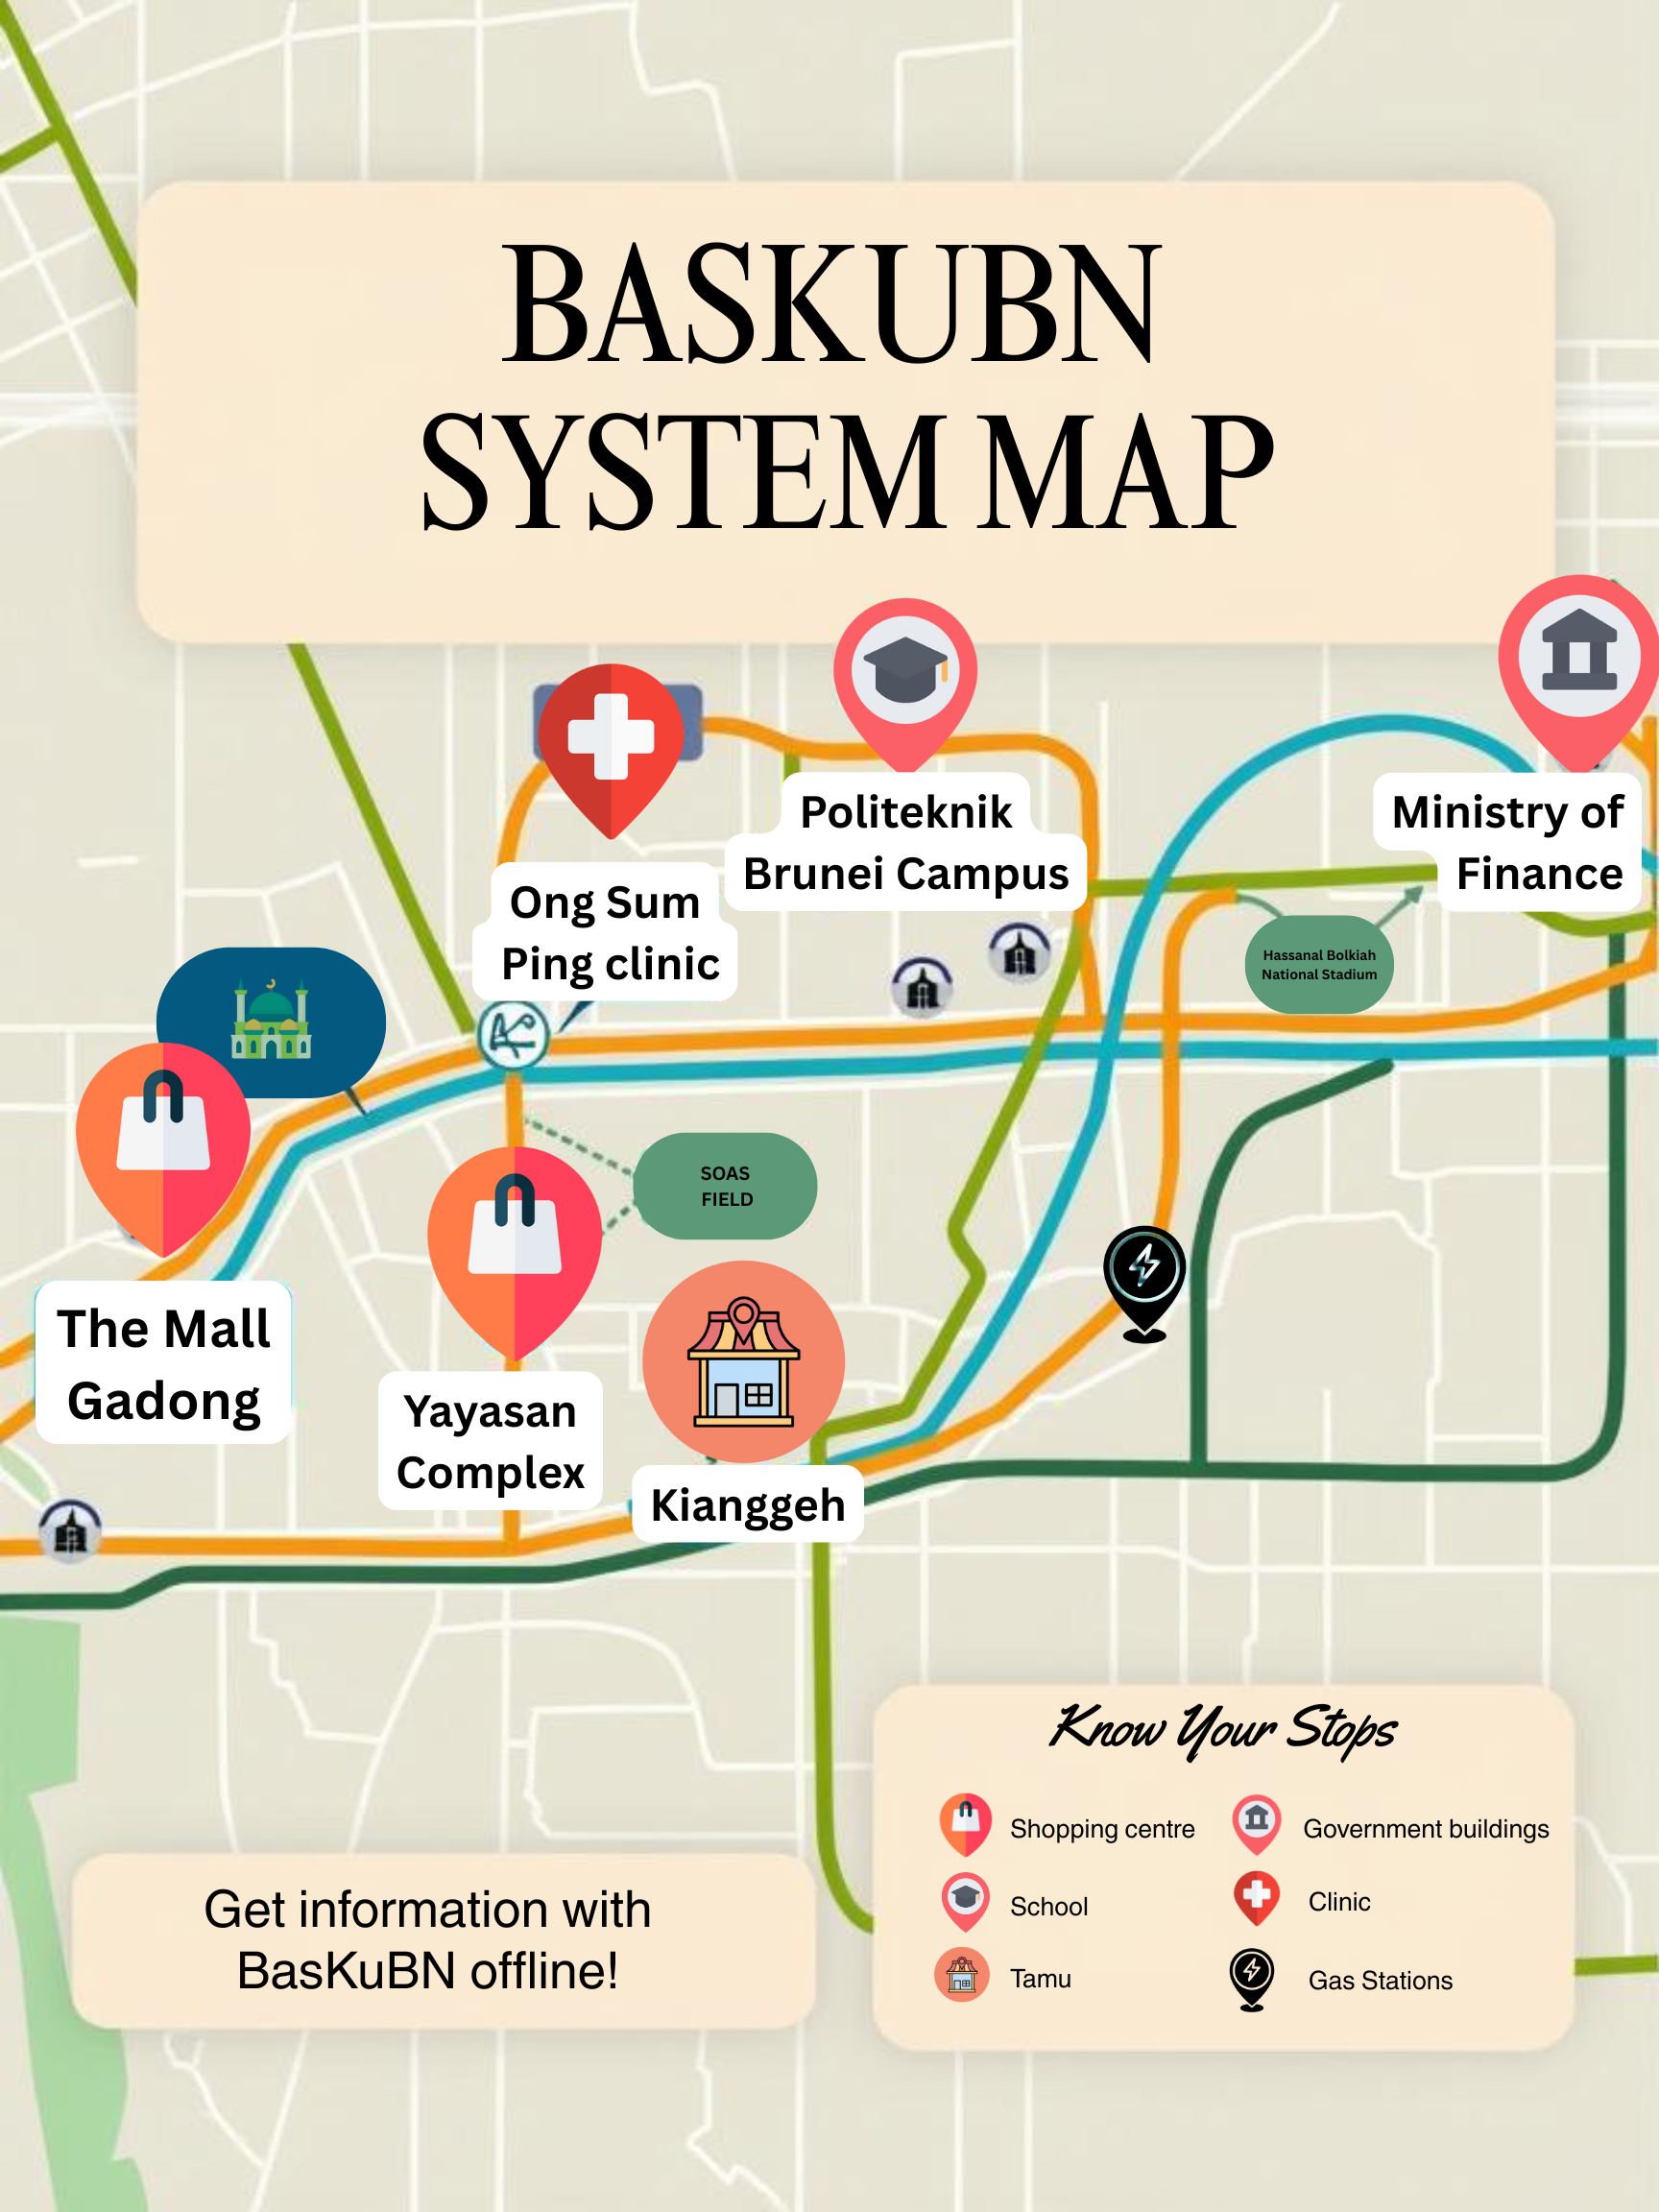 BASKUBN
SYSTEM MAP
Politeknik
Brunei Campus
Ministry of
Finance
Ong Sum
Ping clinic
Hassanal Bolkiah
National Stadium
SOAS
FIELD
The Mall
Gadong
Yayasan
Complex
Kianggeh
Know Your Stops
Shopping centre
Government buildings
School
Clinic
Tamu
Gas Stations
Get information with
BasKuBN offline!